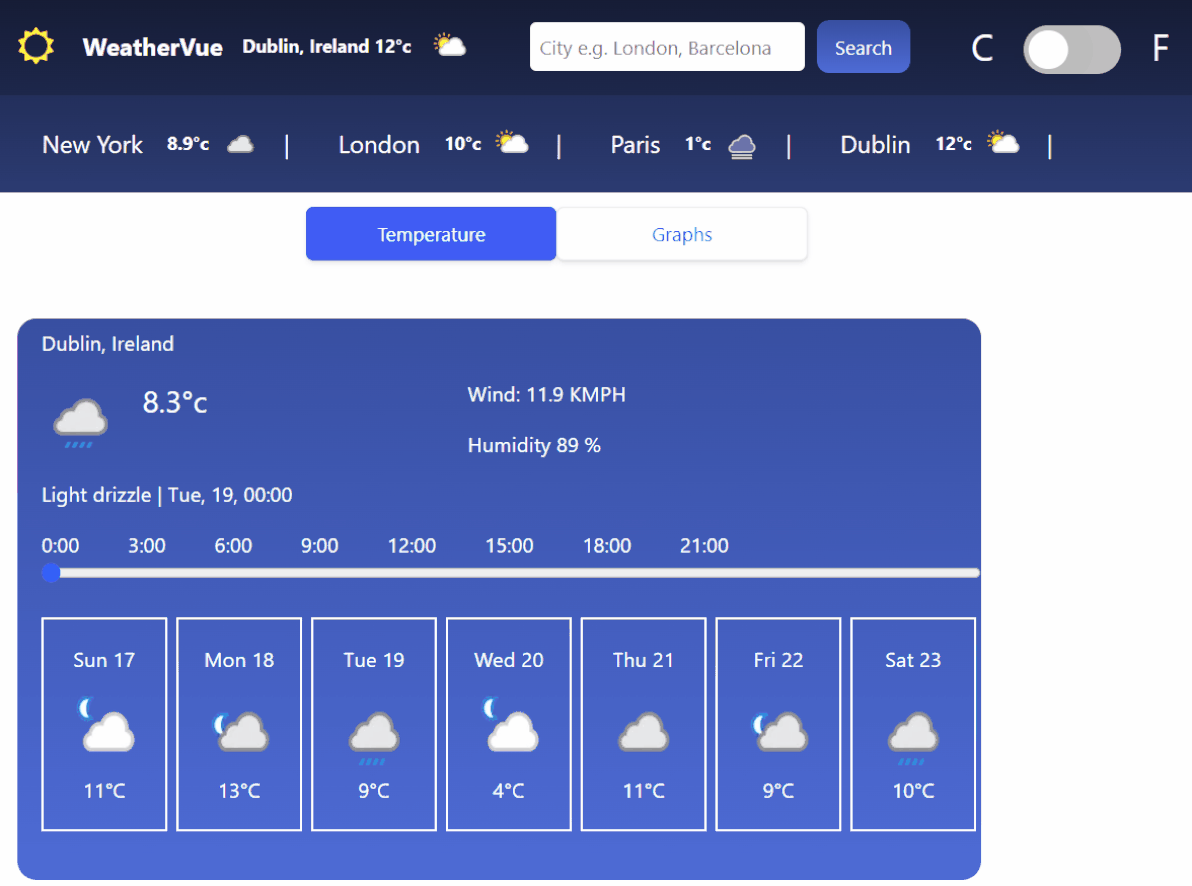 WeatherVue Dublin, Ireland 12°c City e.g. London, Barcelona Search C F
New York 8.9°c | London 10°c | Paris 1°c | Dublin 12°c |
Temperature Graphs
Dublin, Ireland
8.3°c
Wind: 11.9 KMPH
Humidity 89 %
Light drizzle | Tue, 19, 00:00
0:00 3:00 6:00 9:00 12:00 15:00 18:00 21:00
Sun 17 Mon 18 Tue 19 Wed 20 Thu 21 Fri 22 Sat 23
11°C 13°C 9°C 4°C 11°C 9°C 10°C